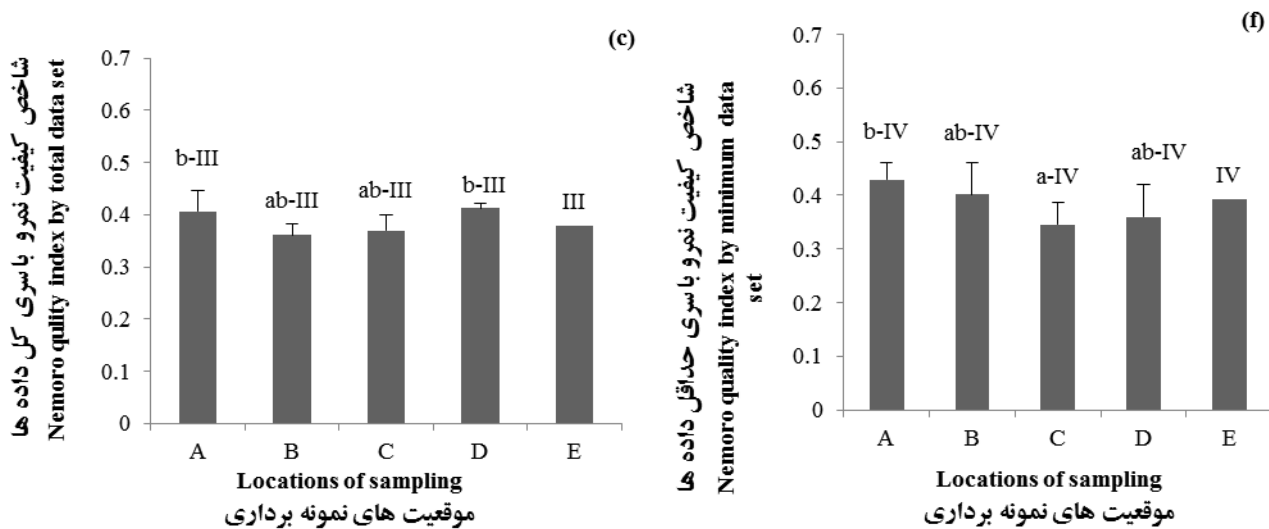 (c)
شاخص کیفیت نمرو با سری کل داده ها
Nemoro qulity index by total data set
0.7
0.6
0.5
0.4
0.3
0.2
0.1
0
b-III
ab-III
ab-III
b-III
III
A B C D E
Locations of sampling
موقعیت های نمونه برداری
(f)
شاخص کیفیت نمرو با سری حداقل داده ها
Nemoro quality index by minimum data
set
0.7
0.6
0.5
0.4
0.3
0.2
0.1
0
b-IV
ab-IV
a-IV
ab-IV
IV
A B C D E
Locations of sampling
موقعیت های نمونه برداری